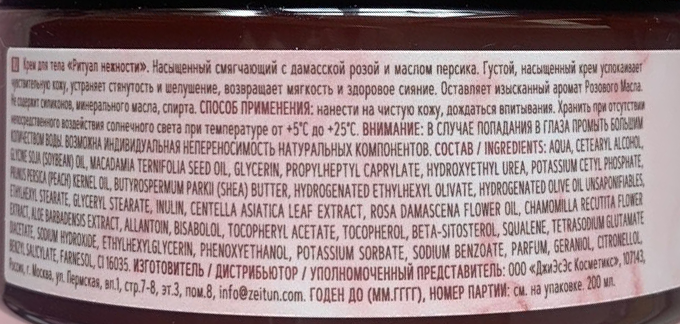 Крем для тела «Ритуал нежности». Насыщенный смягчающий с дамасской розой и маслом персика. Густой, насыщенный крем успокаивает
чувствительную кожу, устраняет стянутость и шелушение, возвращает мягкость и здоровое сияние. Оставляет изысканный аромат Розового Масла.
Не содержит силиконов, минерального масла, спирта. СПОСОБ ПРИМЕНЕНИЯ: нанести на чистую кожу, дождаться впитывания. Хранить при отсутствии
непосредственного воздействия солнечного света при температуре от +5°C до +25°C. ВНИМАНИЕ: В СЛУЧАЕ ПОПАДАНИЯ В ГЛАЗА ПРОМЫТЬ БОЛЬШИМ
КОЛИЧЕСТВОМ ВОДЫ. ВОЗМОЖНА ИНДИВИДУАЛЬНАЯ НЕПЕРЕНОСИМОСТЬ НАТУРАЛЬНЫХ КОМПОНЕНТОВ. СОСТАВ / INGREDIENTS: AQUA, CETEARYL ALCOHOL,
GLYCINE SOJA (SOYBEAN) OIL, MACADAMIA TERNIFOLIA SEED OIL, GLYCERIN, PROPYLHEPTYL CAPRYLATE, HYDROXYETHYL UREA, POTASSIUM CETYL PHOSPHATE,
PRUNUS PERSICA (PEACH) KERNEL OIL, BUTYROSPERMUM PARKII (SHEA) BUTTER, HYDROGENATED ETHYLHEXYL OLIVATE, HYDROGENATED OLIVE OIL UNSAPONIFIABLES,
ETHYLHEXYL STEARATE, GLYCERYL STEARATE, INULIN, CENTELLA ASIATICA LEAF EXTRACT, ROSA DAMASCENA FLOWER OIL, CHAMOMILLA RECUTITA FLOWER
EXTRACT, ALOE BARBADENSIS EXTRACT, ALLANTOIN, BISABOLOL, TOCOPHERYL ACETATE, TOCOPHEROL, BETA-SITOSTEROL, SQUALENE, TETRASODIUM GLUTAMATE
DIACETATE, SODIUM HYDROXIDE, ETHYLHEXYLGLYCERIN, PHENOXYETHANOL, POTASSIUM SORBATE, SODIUM BENZOATE, PARFUM, GERANIOL, CITRONELLOL,
BENZYL SALICYLATE, FARNESOL, CI 16035. ИЗГОТОВИТЕЛЬ / ДИСТРИБЬЮТОР / УПОЛНОМОЧЕННЫЙ ПРЕДСТАВИТЕЛЬ: ООО «ДжиЭсЭс Косметикс», 107143,
Россия, г. Москва, ул. Пермская, вл.1, стр.7-8, эт.3, пом.8, info@zeitun.com. ГОДЕН ДО (ММ.ГГГГ), НОМЕР ПАРТИИ: см. на упаковке. 200 мл.